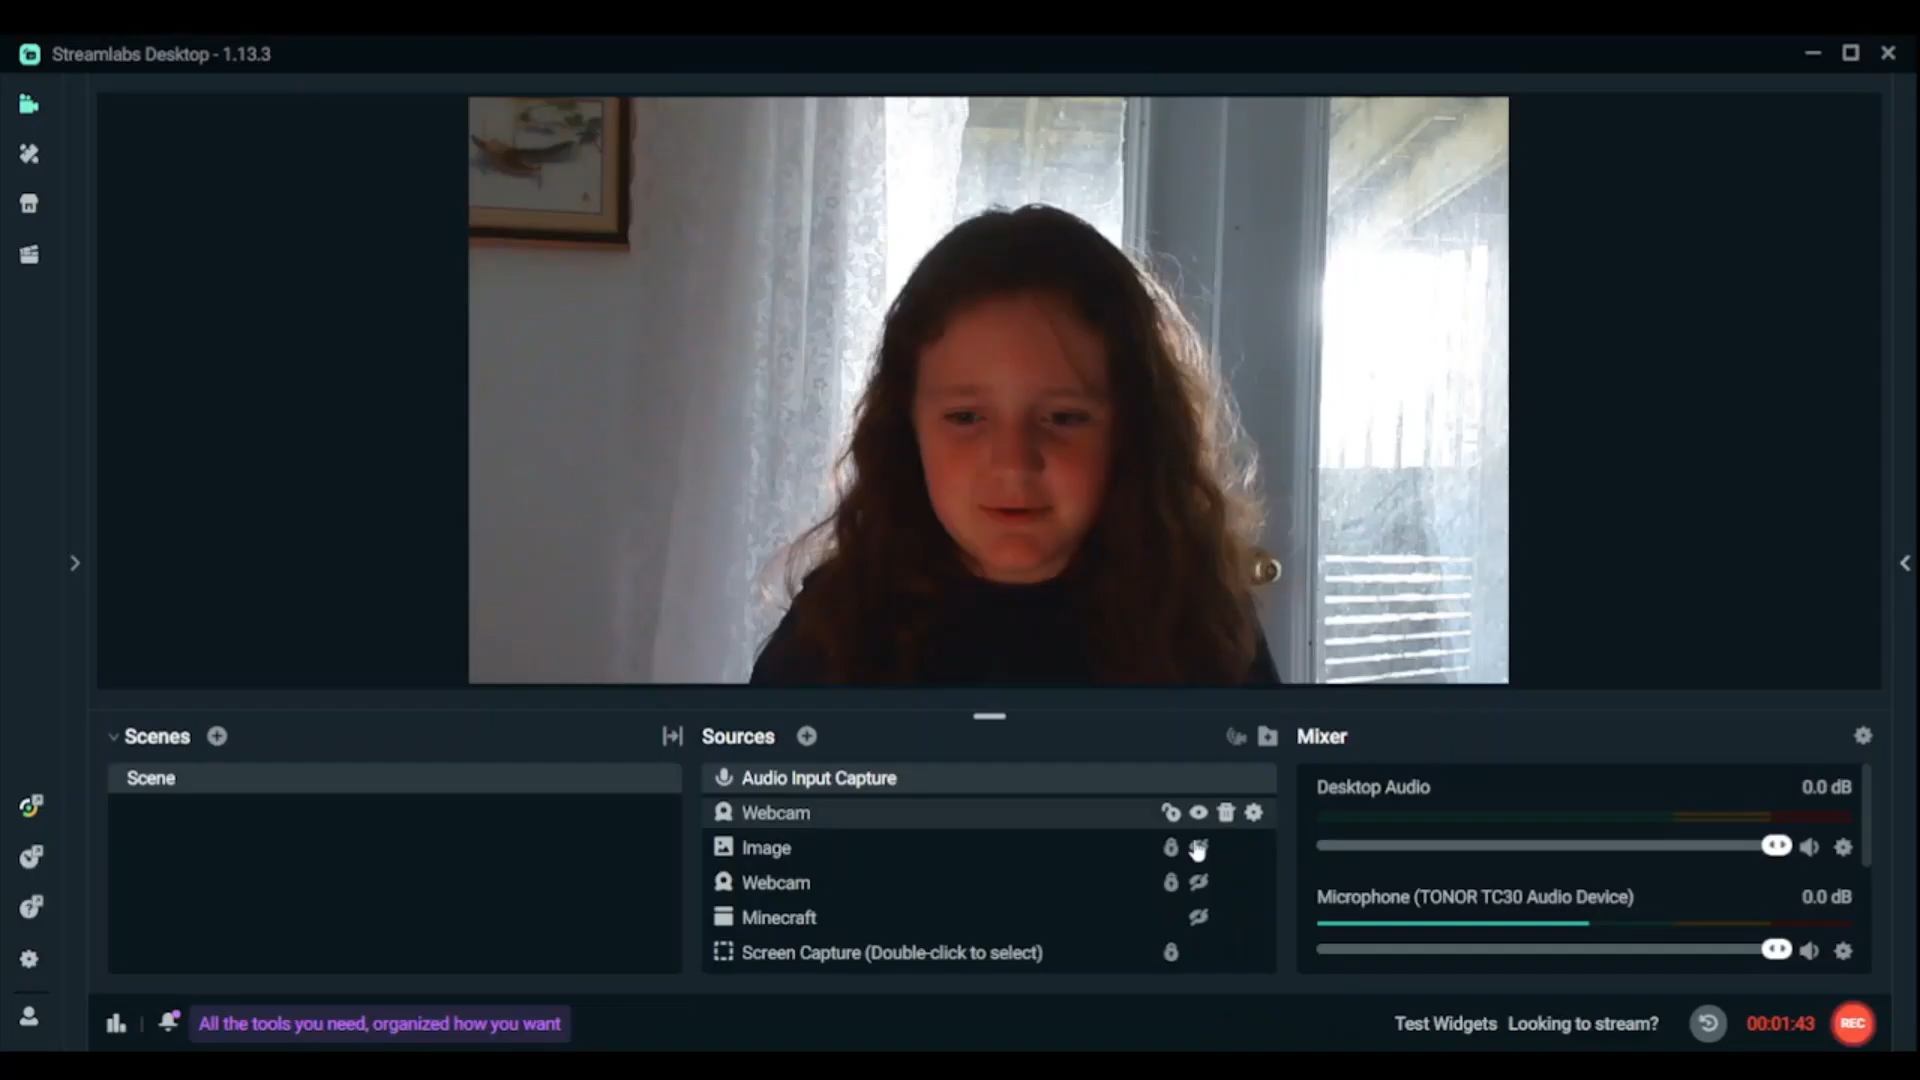 Streamlabs Desktop - 1.13.3
Scenes
Scene
Sources
Audio Input Capture
Webcam
Image
Webcam
Minecraft
Screen Capture (Double-click to select)
Mixer
Desktop Audio 0.0 dB
Microphone (TONOR TC30 Audio Device) 0.0 dB
All the tools you need, organized how you want
Test Widgets Looking to stream? 00:01:43 REC